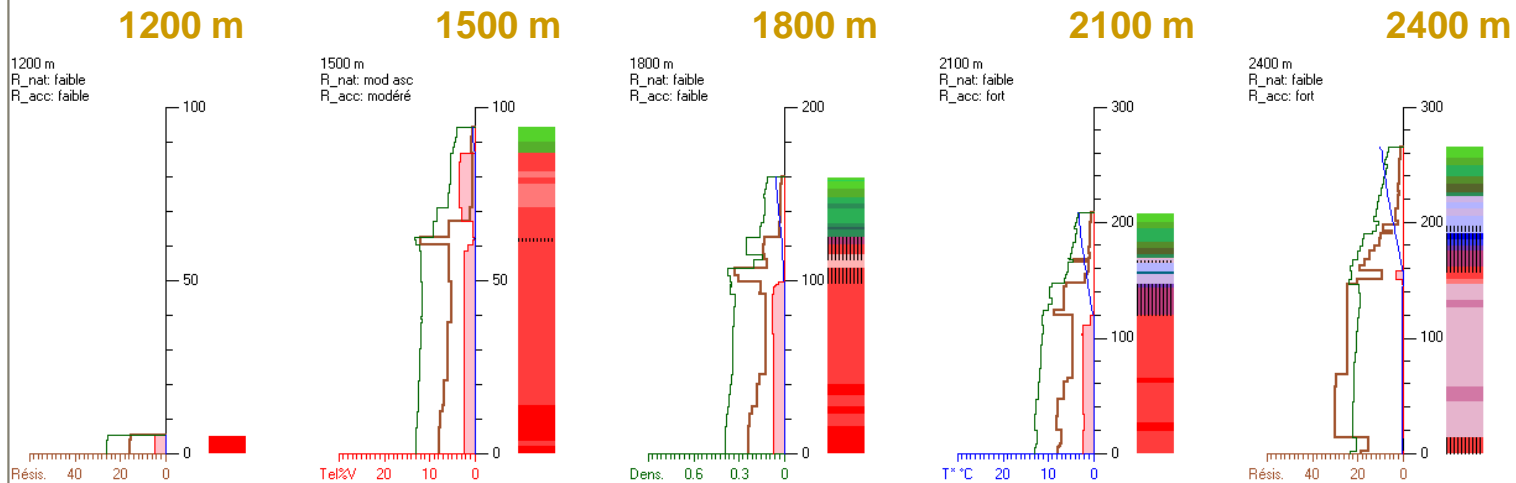 1200 m
1500 m
1800 m
2100 m
2400 m
1200 m
R_nat: faible
R_acc: faible
100
50
0
Résis. 40 20 0
1500 m
R_nat: mod asc
R_acc: modéré
100
50
0
Tel%V 20 10 0
1800 m
R_nat: faible
R_acc: faible
200
100
0
Dens. 0.6 0.3 0
2100 m
R_nat: faible
R_acc: fort
300
200
100
0
T° °C 20 10 0
2400 m
R_nat: faible
R_acc: fort
300
200
100
0
Résis. 40 20 0